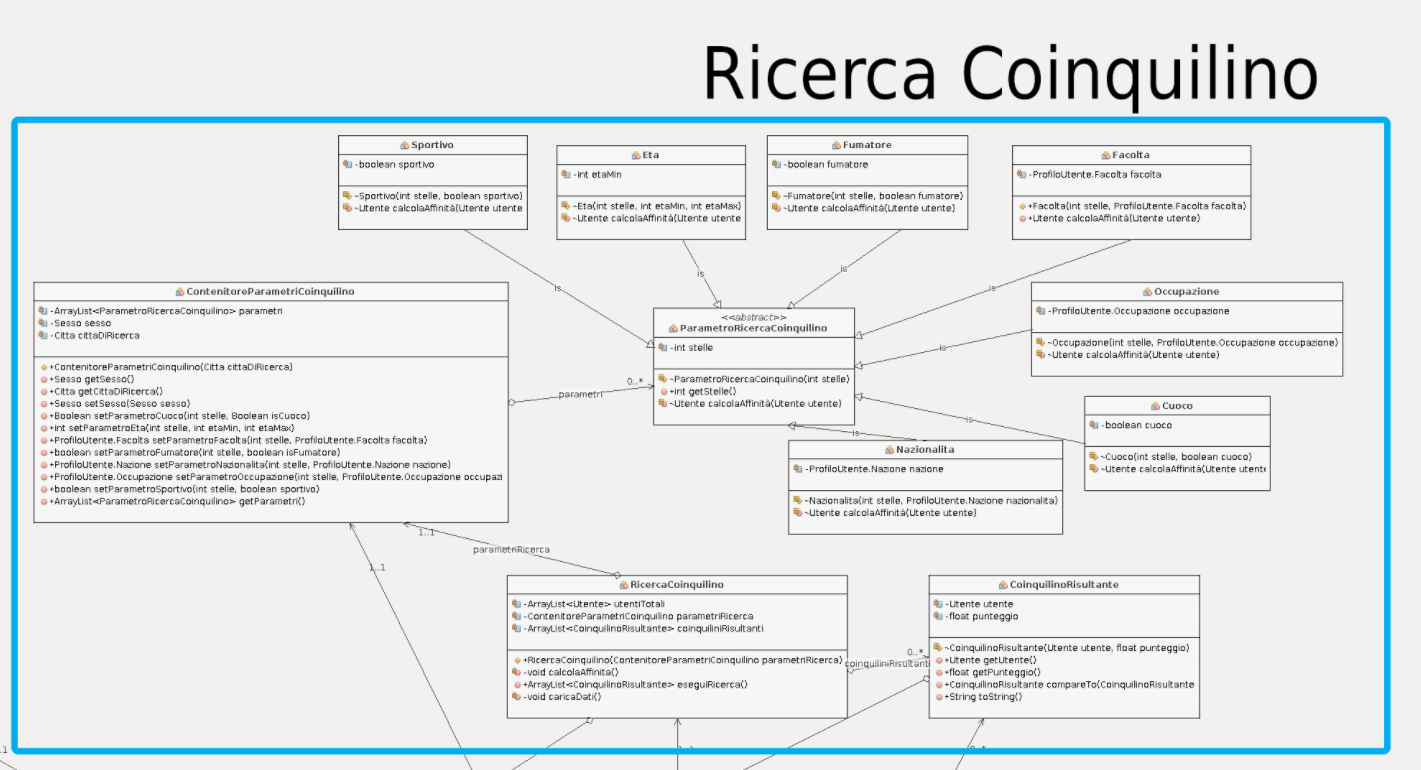 Ricerca Coinquilino
Sportivo
-boolean sportivo
~Sportivo(int stelle, boolean sportivo)
~Utente calcolaAffinità(Utente utente
Eta
-int etaMin
~Eta(int stelle, int etaMin, int etaMax)
~Utente calcolaAffinità(Utente utente
Fumatore
-boolean fumatore
~Fumatore(int stelle, boolean fumatore)
~Utente calcolaAffinità(Utente utente)
Facolta
-ProfiloUtente.Facolta facolta
+Facolta(int stelle, ProfiloUtente.Facolta facolta)
+Utente calcolaAffinità(Utente utente)
is
is
is
is
ContenitoreParametriCoinquilino
-ArrayList<ParametroRicercaCoinquilino> parametri
-Sesso sesso
-Citta cittaDiRicerca
+ContenitoreParametriCoinquilino(Citta cittaDiRicerca)
+Sesso getSesso()
+Citta getCittaDiRicerca()
+Sesso setSesso(Sesso sesso)
+Boolean setParametroCuoco(int stelle, Boolean isCuoco)
+int setParametroEta(int stelle, int etaMin, int etaMax)
+ProfiloUtente.Facolta setParametroFacolta(int stelle, ProfiloUtente.Facolta facolta)
+boolean setParametroFumatore(int stelle, boolean isFumatore)
+ProfiloUtente.Nazione setParametroNazionalita(int stelle, ProfiloUtente.Nazione nazione)
+ProfiloUtente.Occupazione setParametroOccupazione(int stelle, ProfiloUtente.Occupazione occupazi
+boolean setParametroSportivo(int stelle, boolean sportivo)
+ArrayList<ParametroRicercaCoinquilino> getParametri()
0..*
parametri
<<abstract>>
ParametroRicercaCoinquilino
-int stelle
~ParametroRicercaCoinquilino(int stelle)
+int getStelle()
~Utente calcolaAffinità(Utente utente)
Occupazione
-ProfiloUtente.Occupazione occupazione
~Occupazione(int stelle, ProfiloUtente.Occupazione occupazione)
~Utente calcolaAffinità(Utente utente)
is
is
is
Cuoco
-boolean cuoco
~Cuoco(int stelle, boolean cuoco)
~Utente calcolaAffinità(Utente utente
Nazionalita
-ProfiloUtente.Nazione nazione
~Nazionalita(int stelle, ProfiloUtente.Nazione nazionalita)
~Utente calcolaAffinità(Utente utente)
1..1
parametriRicerca
1..1
RicercaCoinquilino
-ArrayList<Utente> utentiTotali
-ContenitoreParametriCoinquilino parametriRicerca
-ArrayList<CoinquilinoRisultante> coinquiliniRisultanti
+RicercaCoinquilino(ContenitoreParametriCoinquilino parametriRicerca)
-void calcolaAffinita()
+ArrayList<CoinquilinoRisultante> eseguiRicerca()
-void caricaDati()
0..*
coinquiliniRisultanti
CoinquilinoRisultante
-Utente utente
-float punteggio
~CoinquilinoRisultante(Utente utente, float punteggio)
+Utente getUtente()
+float getPunteggio()
+CoinquilinoRisultante compareTo(CoinquilinoRisultante
+String toString()
0..*